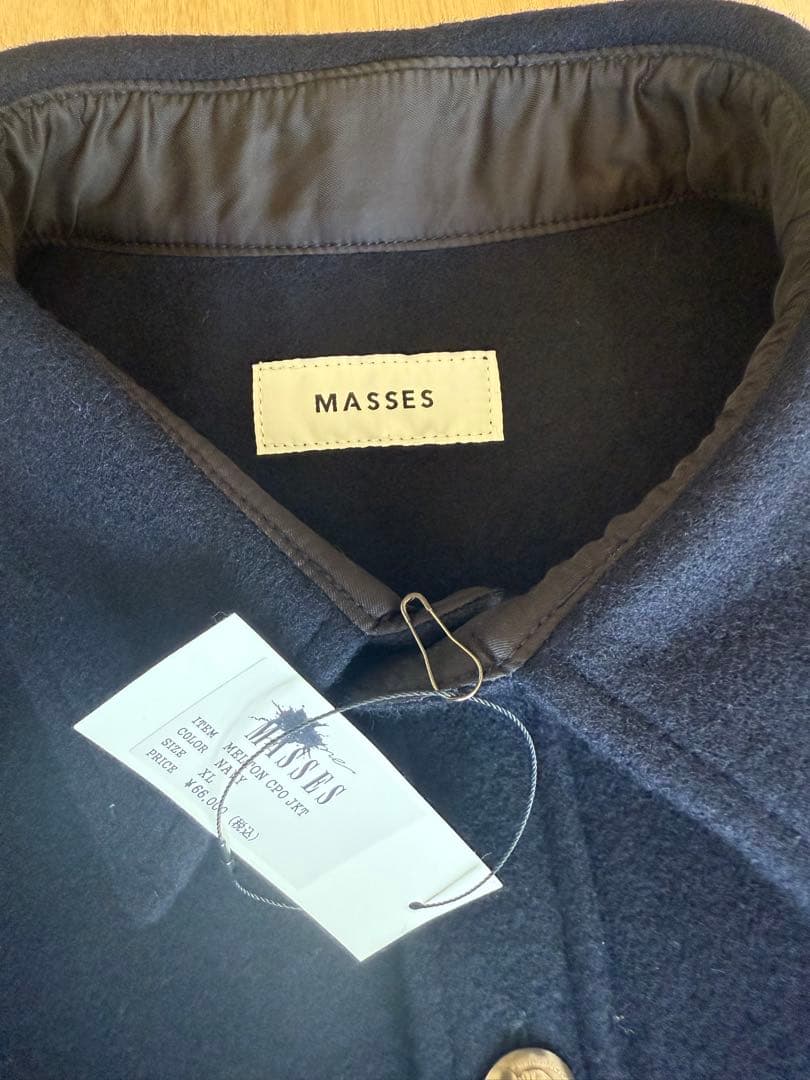 MASSES
MASSES
ITEM MELTON CPO JKT
COLOR NAVY
SIZE XL
PRICE ¥66,000 (税込)